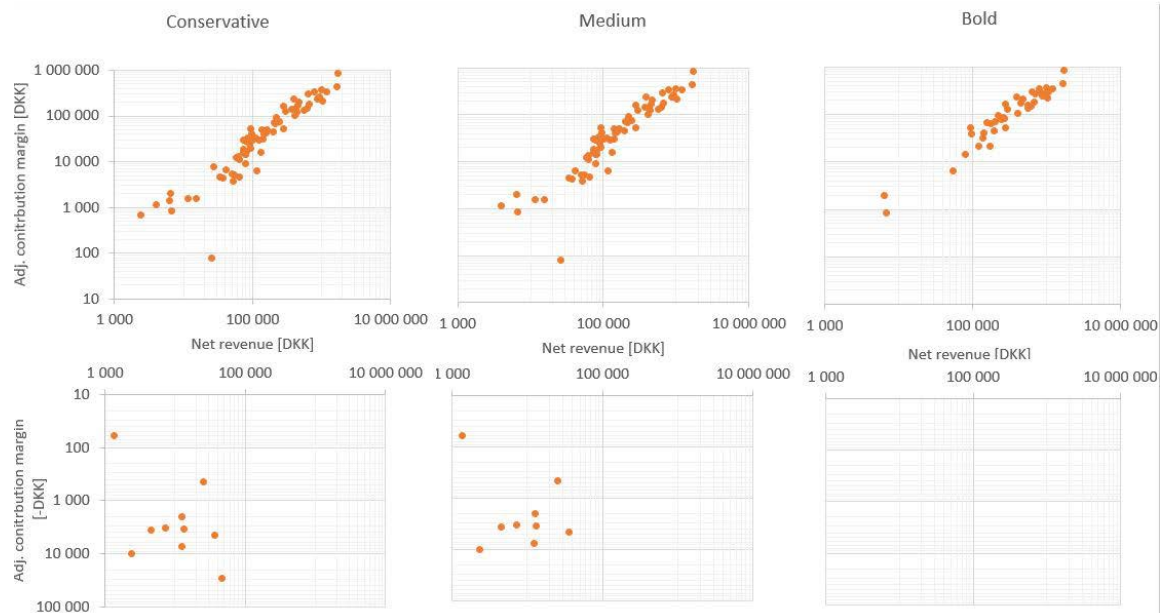 Conservative
Medium
Bold
Adj. conitrbution margin [DKK]
1 000 000
100 000
10 000
1 000
100
10
1 000 100 000 10 000 000
1 000 100 000 10 000 000
1 000 100 000 10 000 000
Net revenue [DKK]
Net revenue [DKK]
Net revenue [DKK]
1 000 100 000 10 000 000
1 000 100 000 10 000 000
1 000 100 000 10 000 000
Adj. conitrbution margin
[-DKK]
10
100
1 000
10 000
100 000